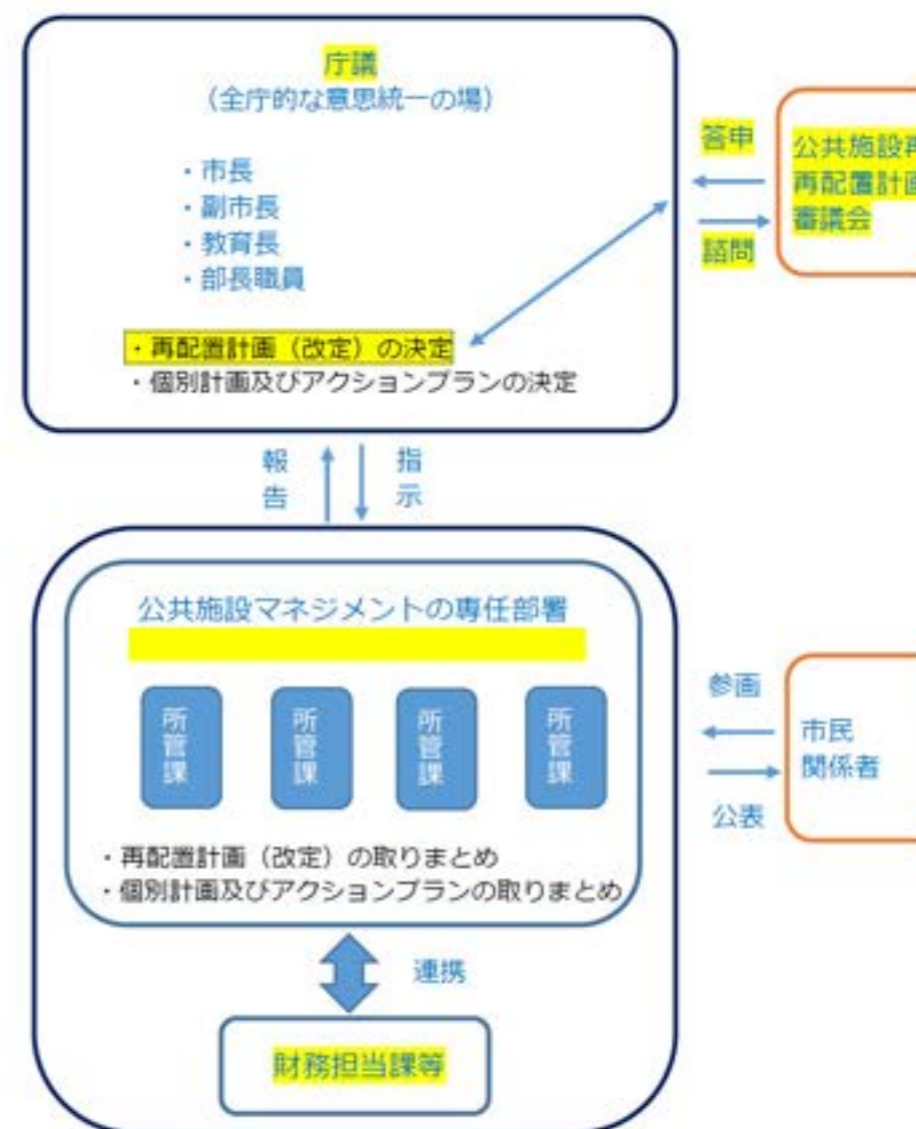 庁議
（全庁的な意思統一の場）
・市長
・副市長
・教育長
・部長職員
・再配置計画（改定）の決定
・個別計画及びアクションプランの決定
答申
諮問
公共施設再
再配置計画
審議会
報告
指示
公共施設マネジメントの専任部署
所管課
所管課
所管課
所管課
・再配置計画（改定）の取りまとめ
・個別計画及びアクションプランの取りまとめ
連携
財務担当課等
参画
公表
市民
関係者